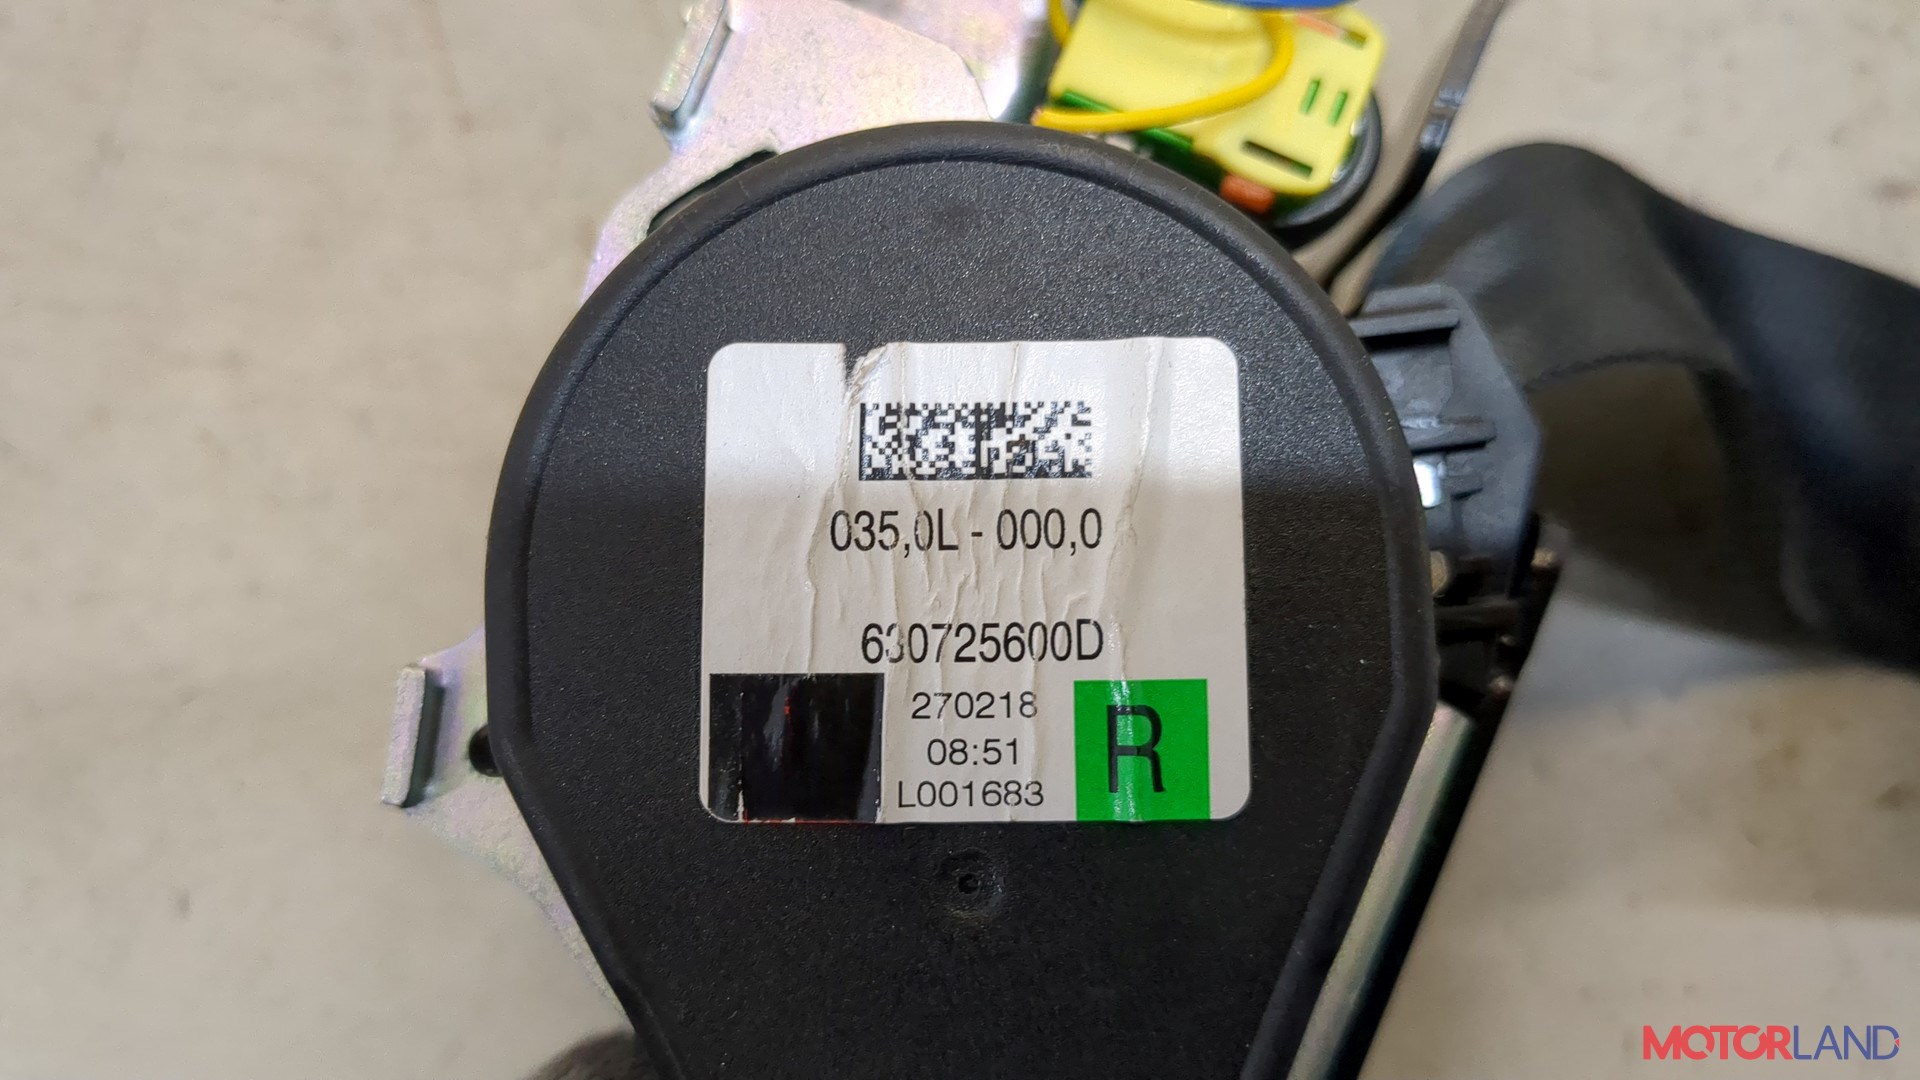 035,0L - 000,0
630725600D
270218
08:51
L001683
R
MOTORLAND